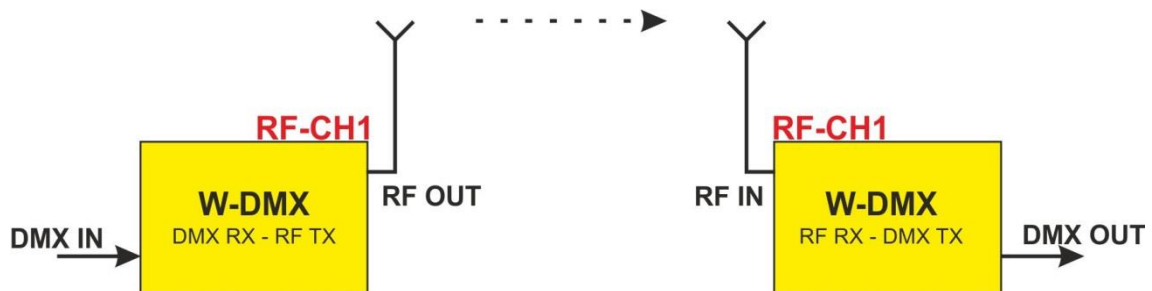 RF-CH1
RF-CH1
W-DMX
DMX RX - RF TX
RF OUT
RF IN
W-DMX
RF RX - DMX TX
DMX IN
DMX OUT